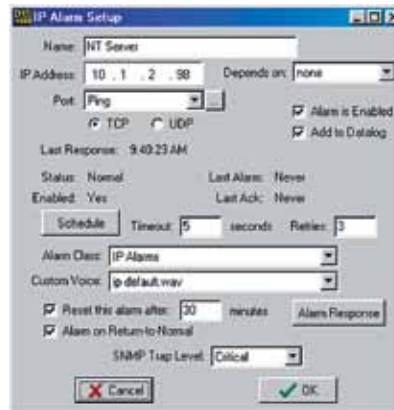 IP Alarm Setup
Name: NT Server
IP Address: 10 . 1 . 2 . 98 Depends on: none
Port: Ping ...
TCP UDP
Alarm is Enabled
Add to Datalog
Last Response: 9:40:23 AM
Status: Normal Last Alarm: Never
Enabled: Yes Last Ack: Never
Schedule Timeout: 5 seconds Retries: 3
Alarm Class: IP Alarms
Custom Voice: ip default.wav
Reset this alarm after: 30 minutes Alarm Response
Alarm on Return-to-Normal
SNMP Trap Level: Critical
Cancel OK